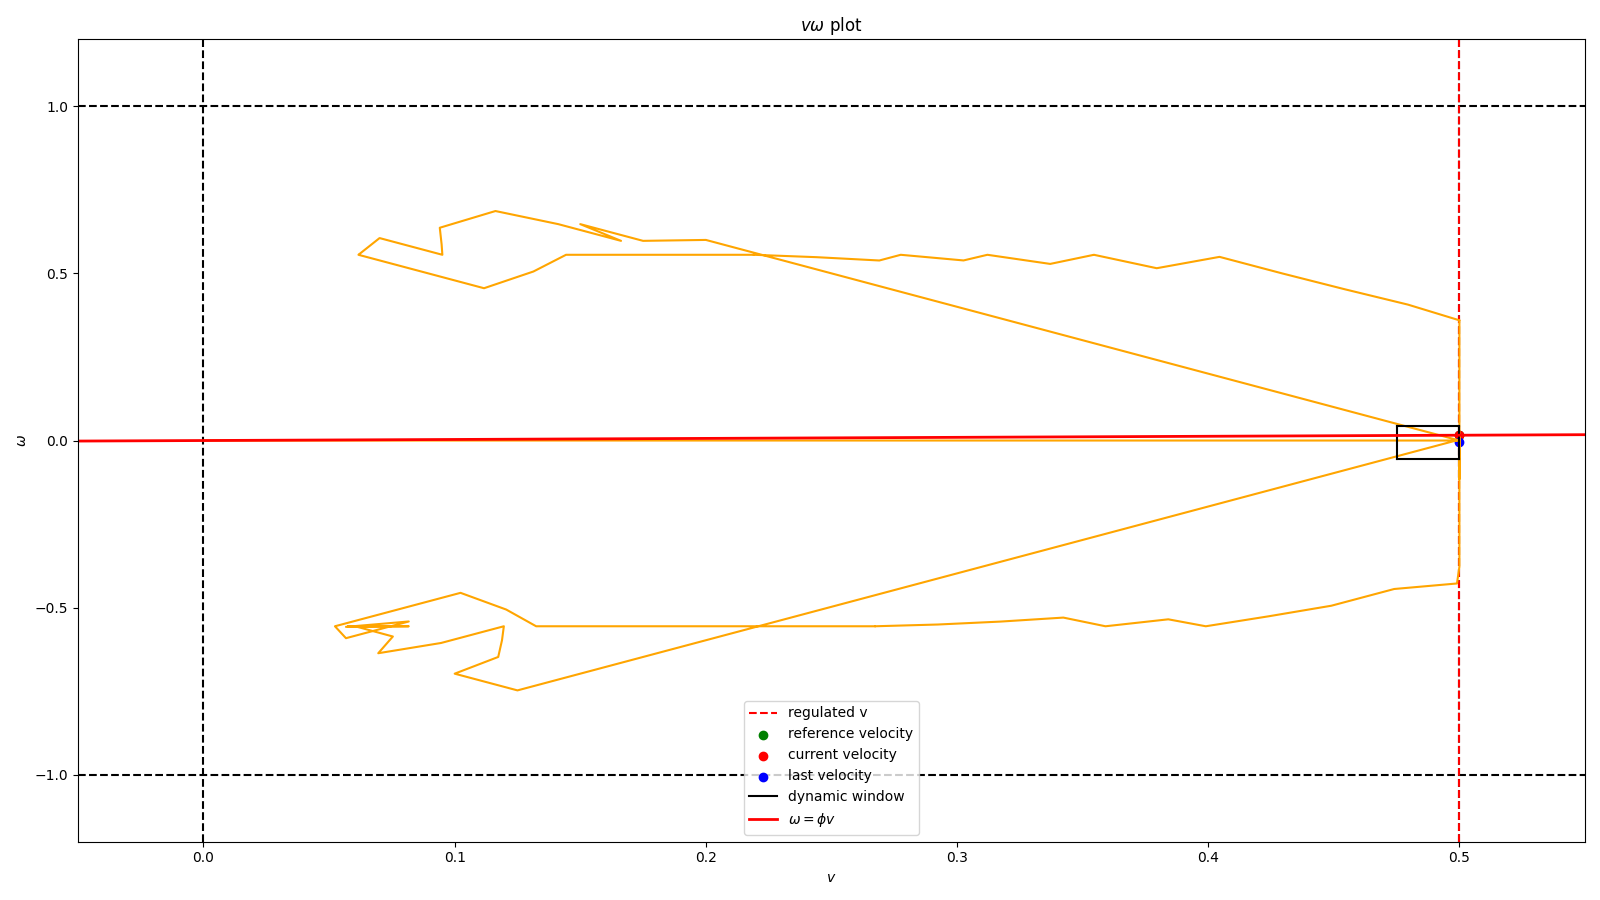 vω plot
1.0
0.5
0.0
−0.5
−1.0
ω
0.0
0.1
0.2
0.3
0.4
0.5
v
regulated v
reference velocity
current velocity
last velocity
dynamic window
ω = ϕv